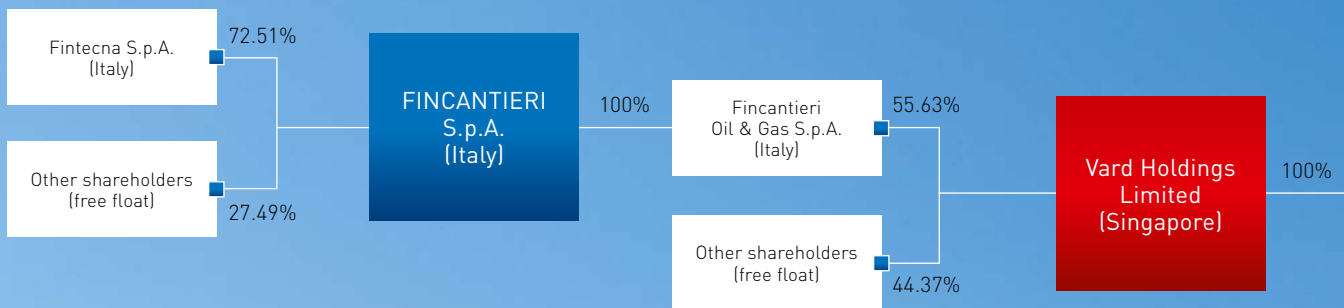 Fintecna S.p.A.
(Italy)
72.51%
Other shareholders
(free float)
27.49%
FINCANTIERI
S.p.A.
(Italy)
100%
Fincantieri
Oil & Gas S.p.A.
(Italy)
55.63%
Other shareholders
(free float)
44.37%
Vard Holdings
Limited
(Singapore)
100%